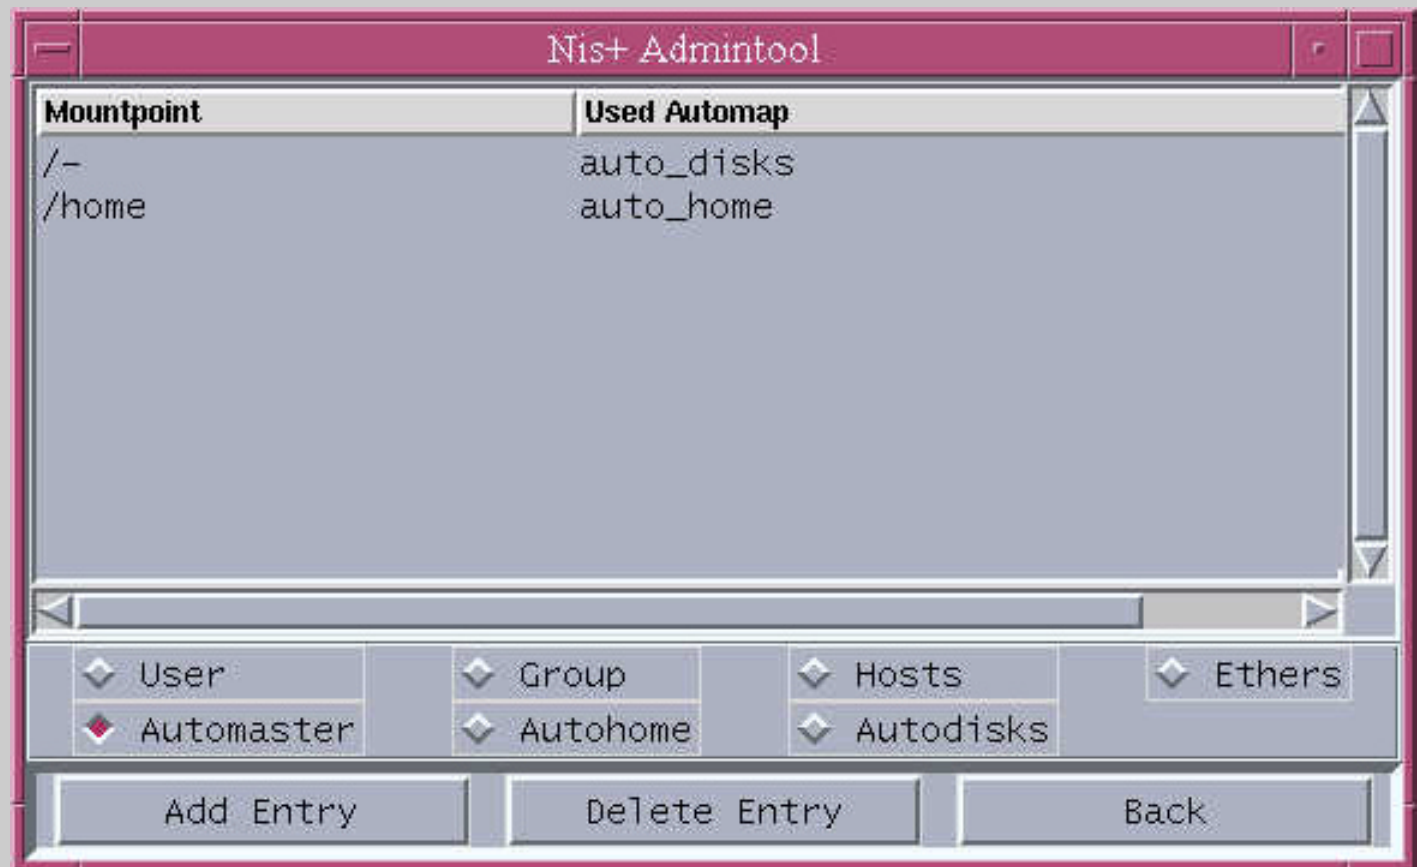 Nis+ Admintool
Mountpoint Used Automap
/- auto_disks
/home auto_home
User Group Hosts Ethers
Automaster Autohome Autodisks
Add Entry Delete Entry Back